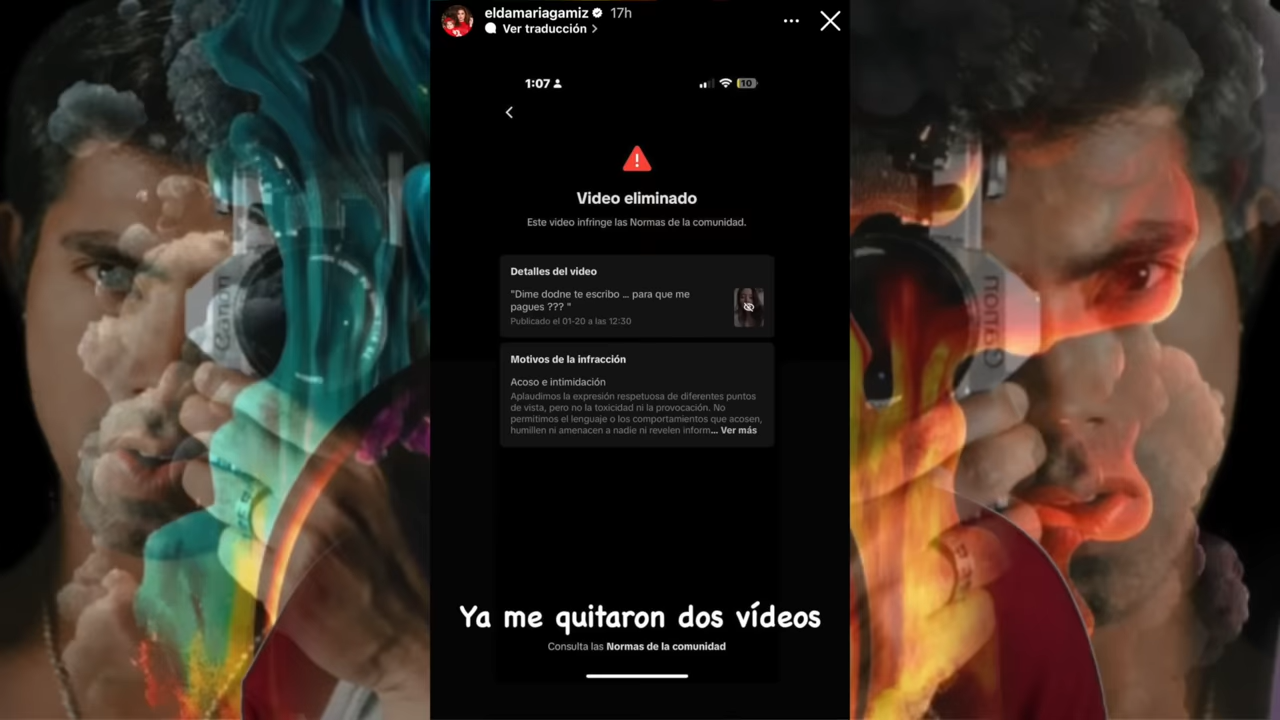 eldamariagamiz 17h
Ver traducción
1:07
10
Video eliminado
Este video infringe las Normas de la comunidad.
Detalles del video
"Dime dodne te escribo ... para que me
pagues ??? "
Publicado el 01-20 a las 12:30
Motivos de la infracción
Acoso e intimidación
Aplaudimos la expresión respetuosa de diferentes puntos
de vista, pero no la toxicidad ni la provocación. No
permitimos el lenguaje o los comportamientos que acosen,
humillen ni amenacen a nadie ni revelen inform... Ver más
Ya me quitaron dos vídeos
Consulta las Normas de la comunidad
Canon
Canon